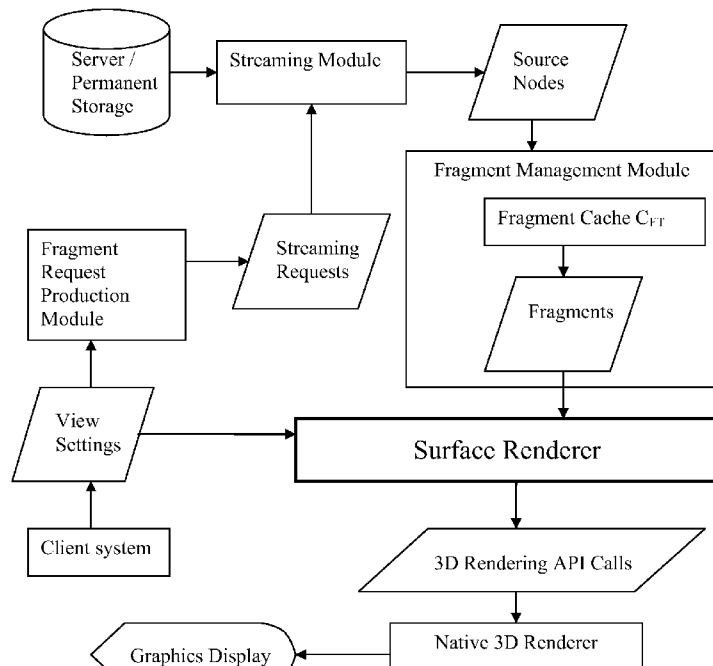 Server /
Permanent
Storage
Streaming Module
Source
Nodes
Fragment Management Module
Fragment Cache CFT
Fragment
Request
Production
Module
Streaming
Requests
Fragments
View
Settings
Surface Renderer
Client system
3D Rendering API Calls
Native 3D Renderer
Graphics Display